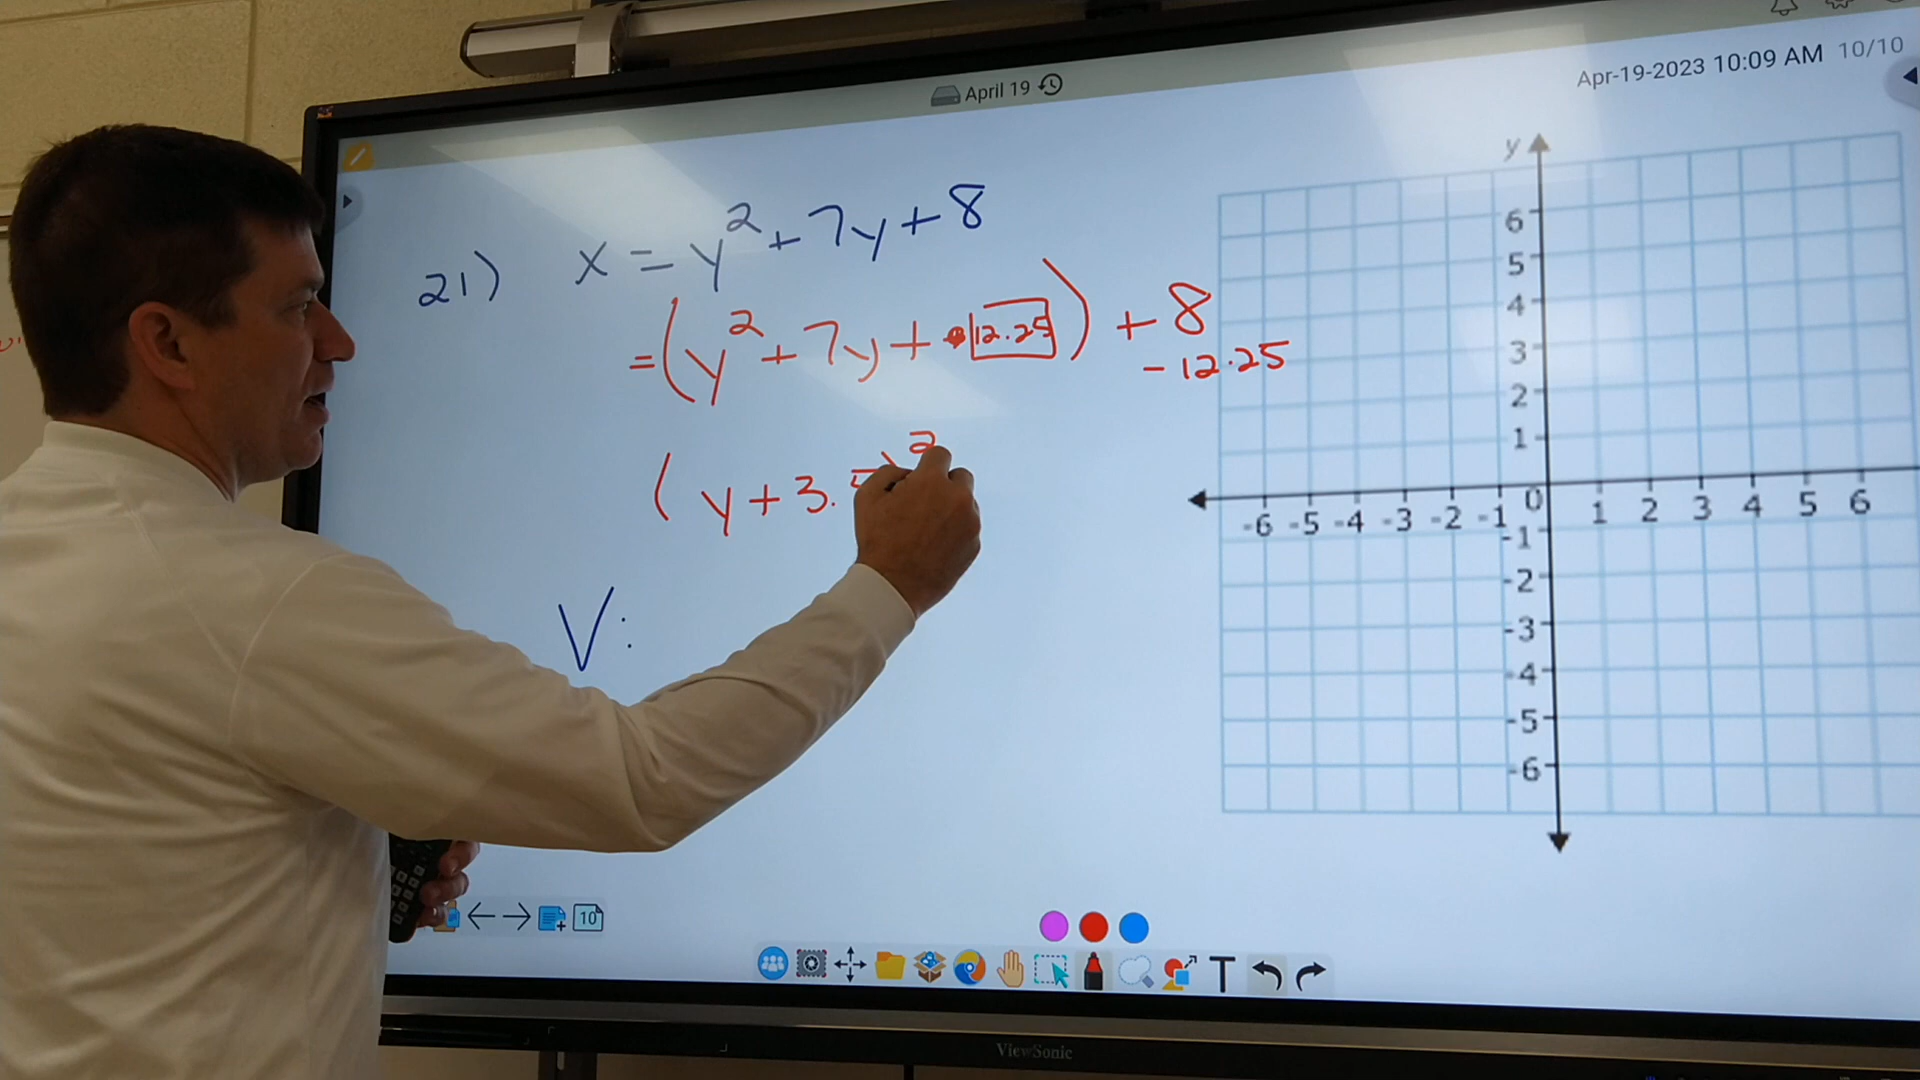 April 19
Apr-19-2023 10:09 AM 10/10
21) x = y² + 7y + 8
= (y² + 7y + 12.25) + 8
- 12.25
(y + 3.5)²
V:
y
6
5
4
3
2
1
-6 -5 -4 -3 -2 -1 0 1 2 3 4 5 6
-1
-2
-3
-4
-5
-6
10
T
ViewSonic